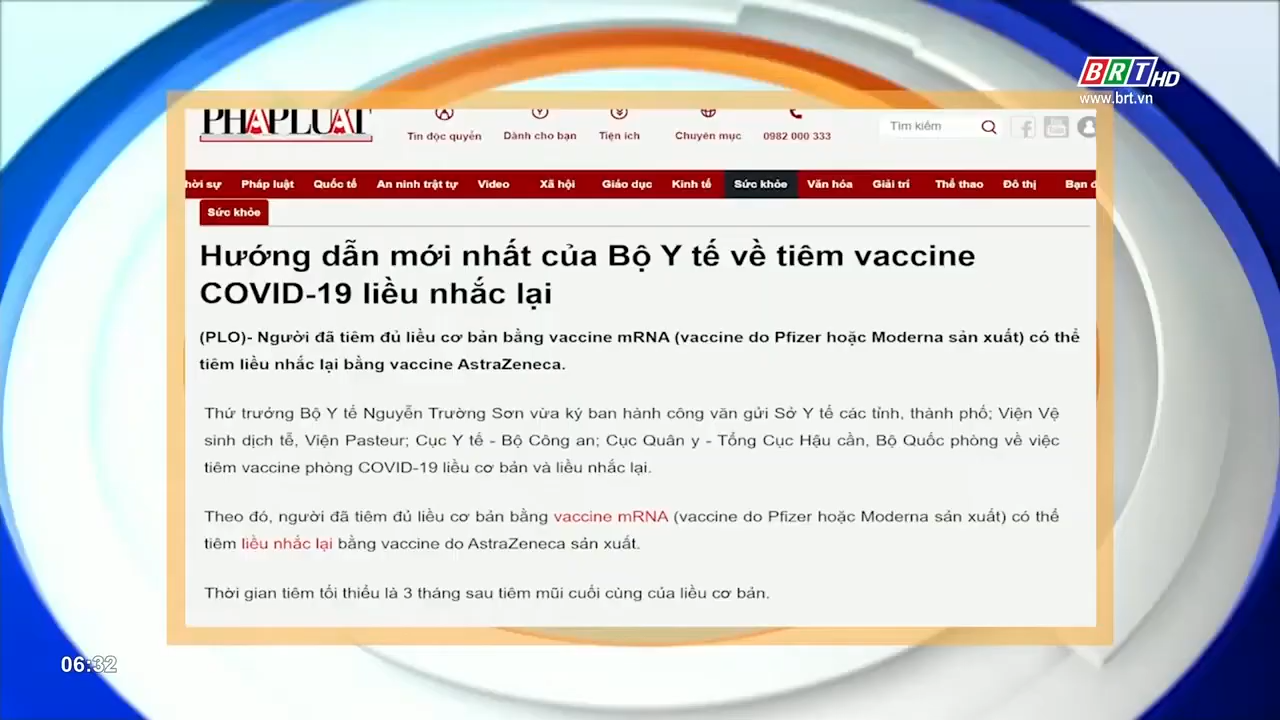 BRT HD
www.brt.vn
PHÁPLUẬT
Tin độc quyền Dành cho bạn Tiện ích Chuyên mục 0982 000 333 Tìm kiếm
hời sự Pháp luật Quốc tế An ninh trật tự Video Xã hội Giáo dục Kinh tế Sức khỏe Văn hóa Giải trí Thể thao Đô thị Bạn đ
Sức khỏe
Hướng dẫn mới nhất của Bộ Y tế về tiêm vaccine
COVID-19 liều nhắc lại
(PLO)- Người đã tiêm đủ liều cơ bản bằng vaccine mRNA (vaccine do Pfizer hoặc Moderna sản xuất) có thể
tiêm liều nhắc lại bằng vaccine AstraZeneca.
Thứ trưởng Bộ Y tế Nguyễn Trường Sơn vừa ký ban hành công văn gửi Sở Y tế các tỉnh, thành phố; Viện Vệ
sinh dịch tễ, Viện Pasteur; Cục Y tế - Bộ Công an; Cục Quân y - Tổng Cục Hậu cần, Bộ Quốc phòng về việc
tiêm vaccine phòng COVID-19 liều cơ bản và liều nhắc lại.
Theo đó, người đã tiêm đủ liều cơ bản bằng vaccine mRNA (vaccine do Pfizer hoặc Moderna sản xuất) có thể
tiêm liều nhắc lại bằng vaccine do AstraZeneca sản xuất.
Thời gian tiêm tối thiểu là 3 tháng sau tiêm mũi cuối cùng của liều cơ bản.
06:32